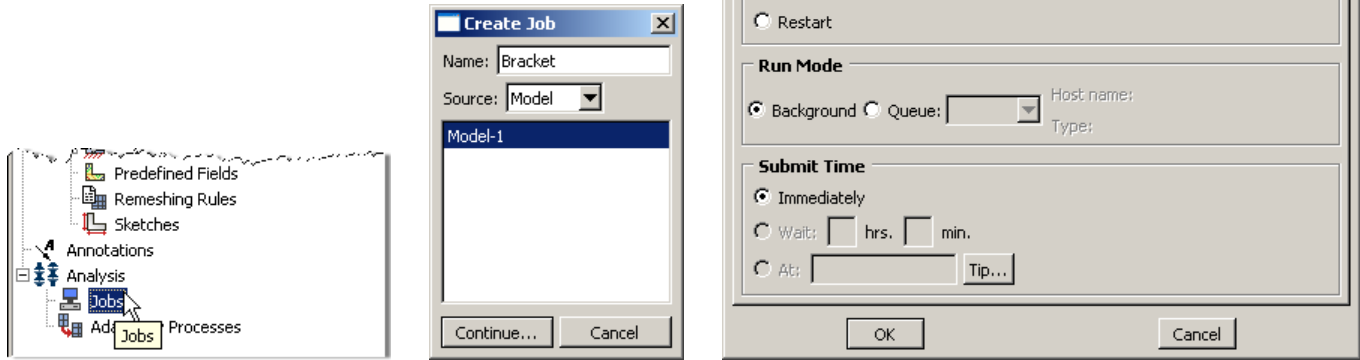 Predefined Fields
Remeshing Rules
Sketches
Annotations
Analysis
Jobs
Processes
Jobs
Create Job
Name: Bracket
Source: Model
Model-1
Continue... Cancel
Restart
Run Mode
Background Queue: Host name:
Type:
Submit Time
Immediately
Wait: hrs. min.
At: Tip...
OK Cancel